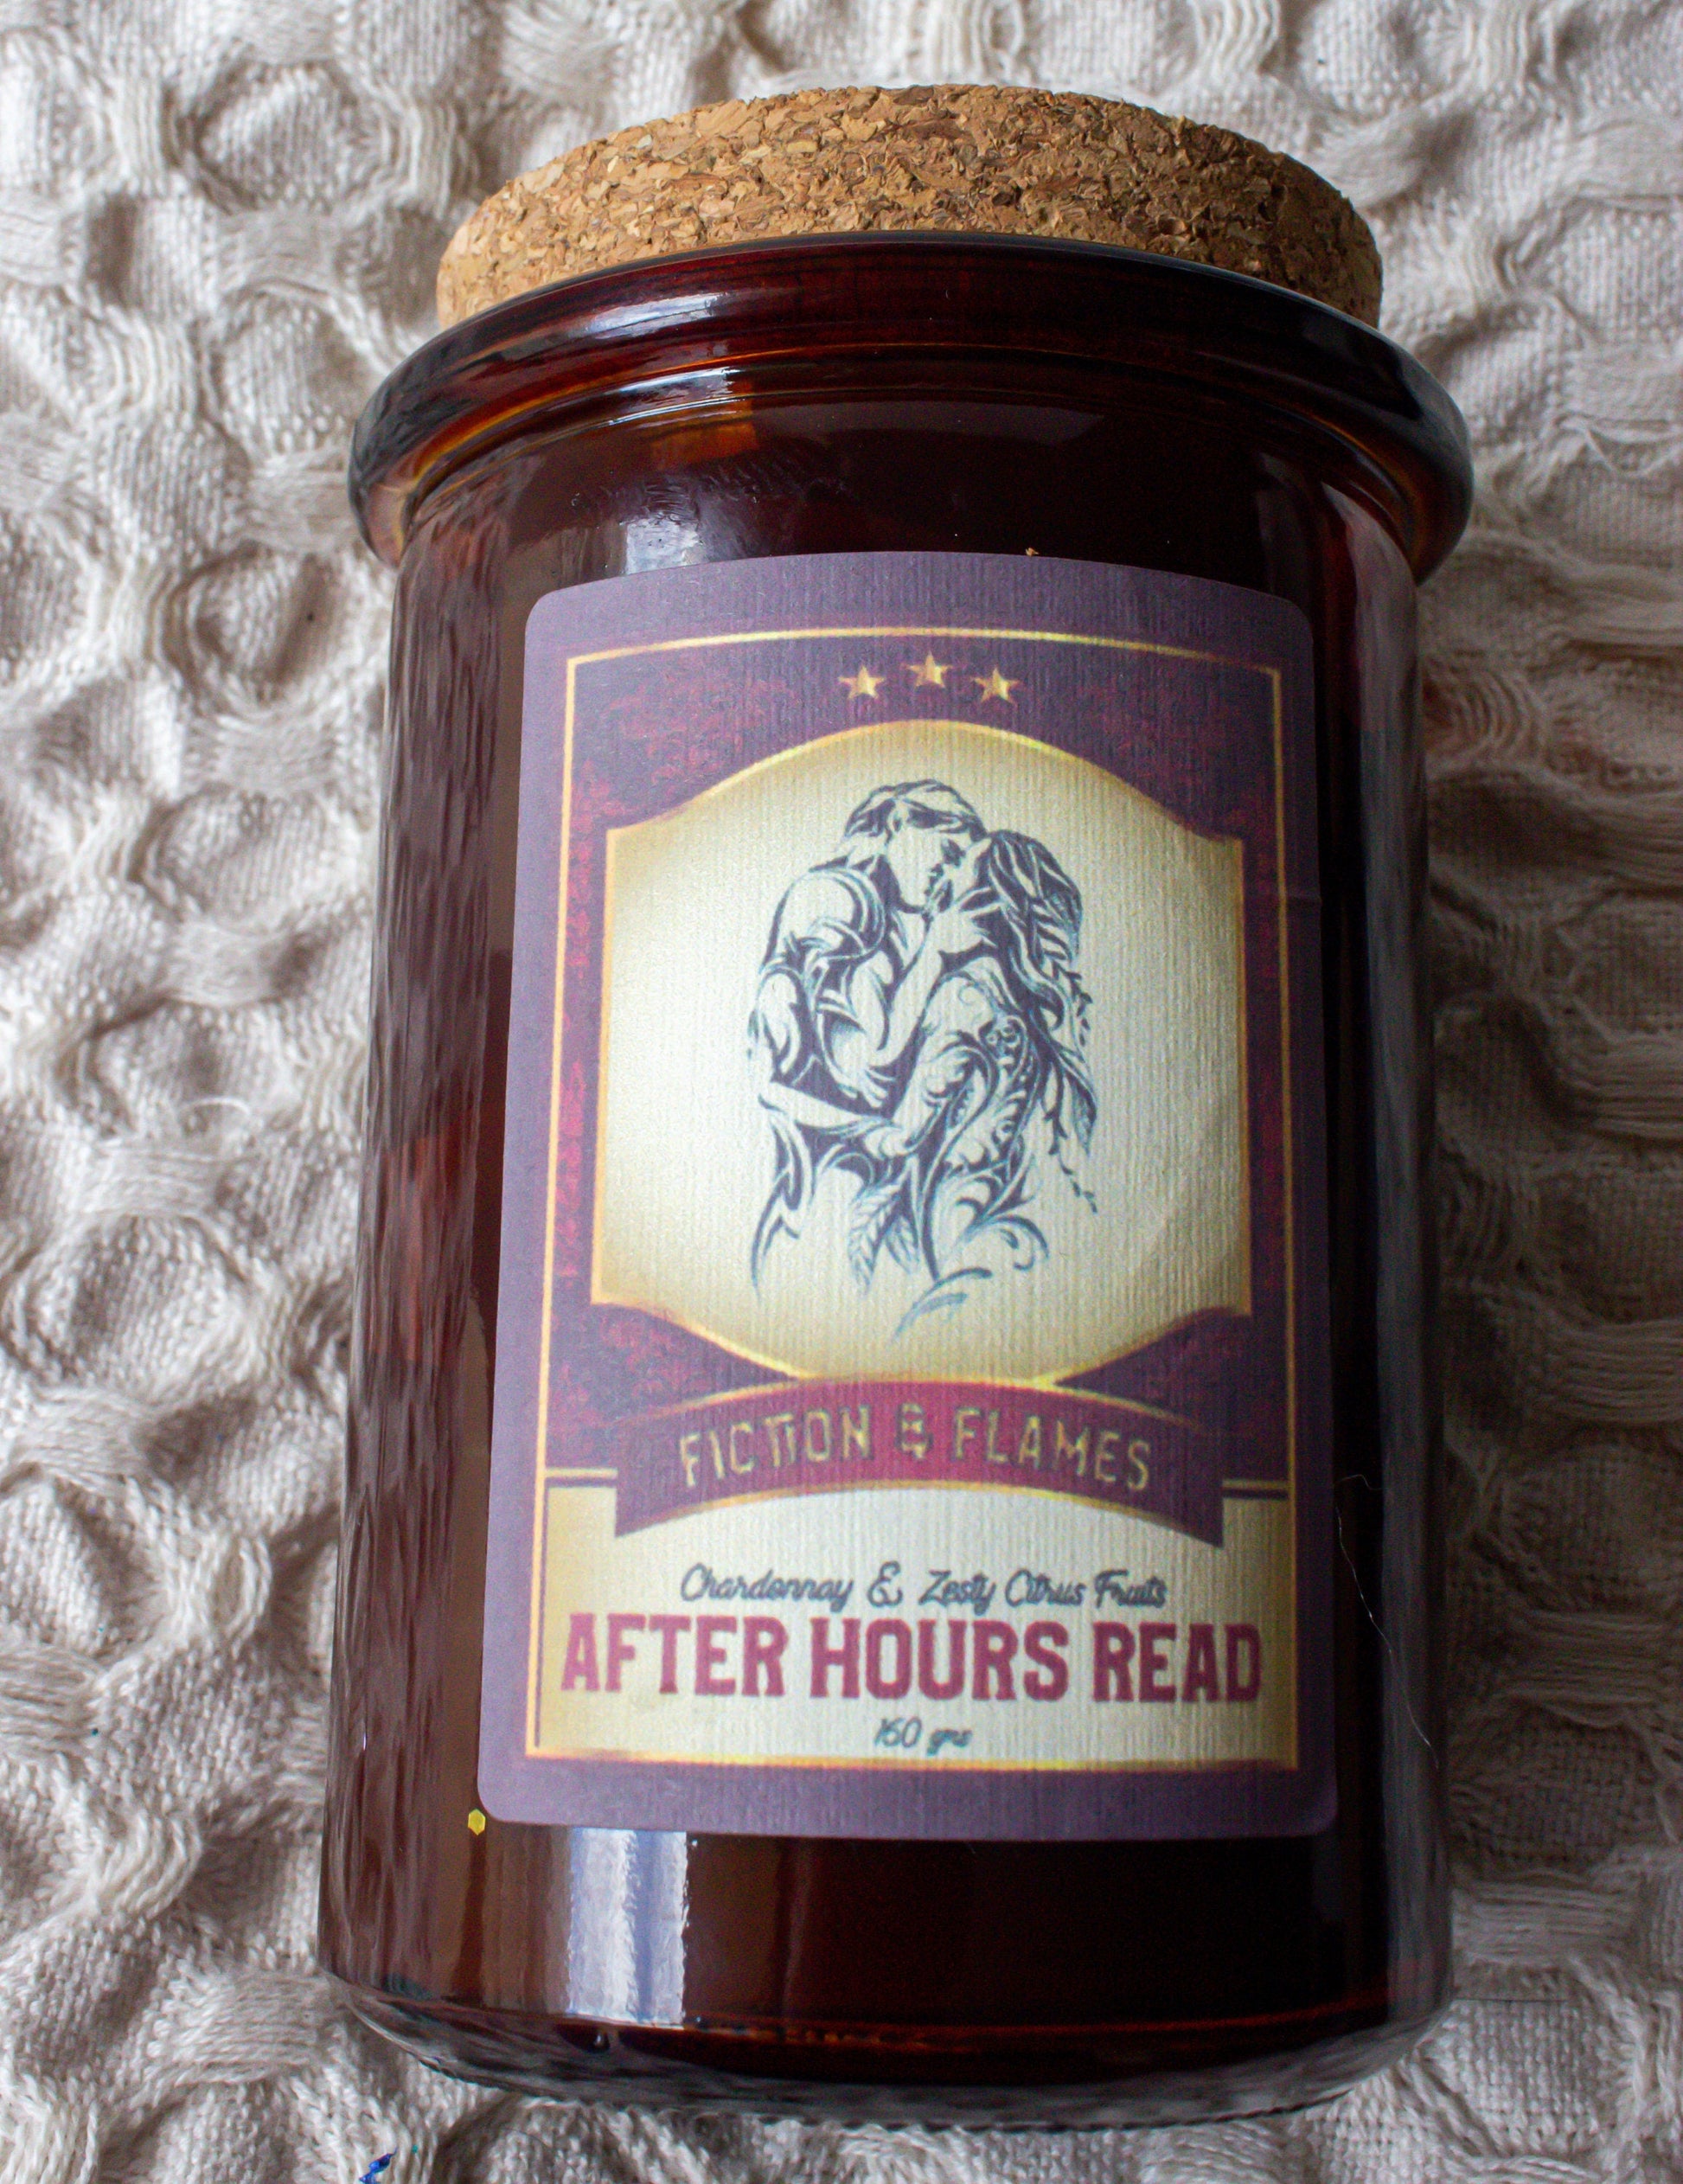 FICTION & FLAMES
Chardonnay & Zesty Citrus Fruits
AFTER HOURS READ
160 grs